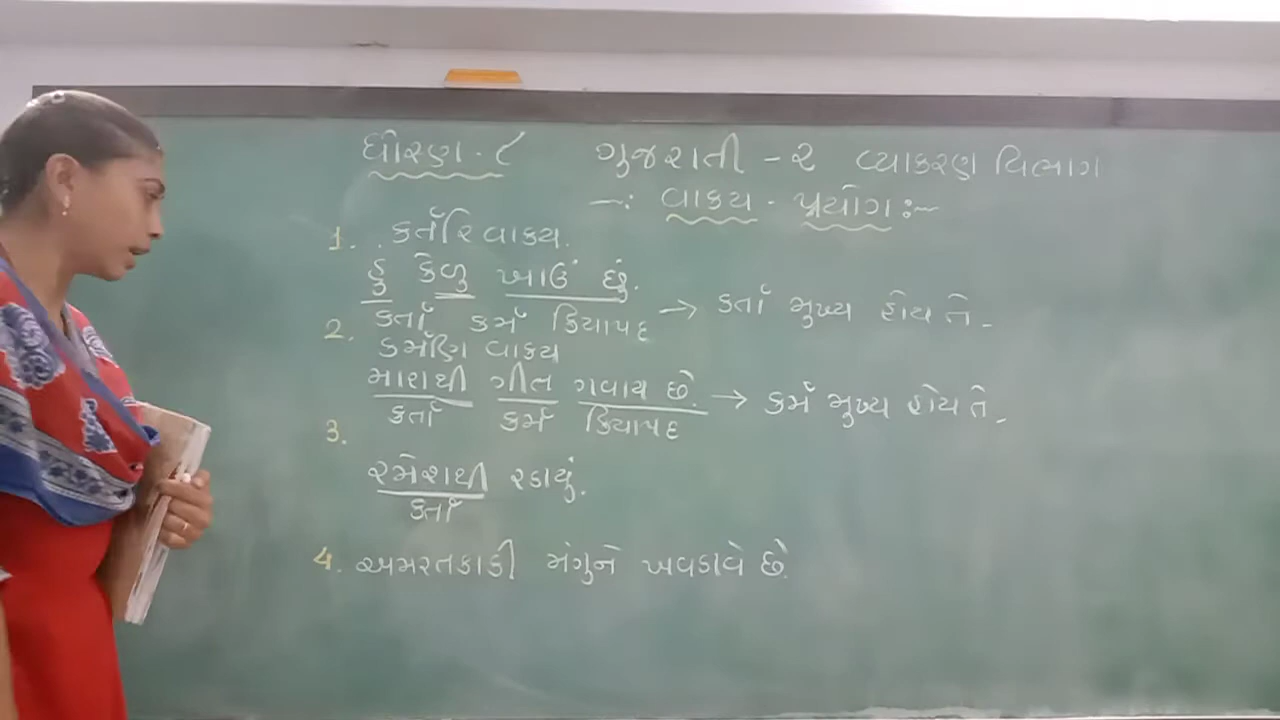 ધોરણ - ૮ ગુજરાતી - ૨ વ્યાકરણ વિભાગ
-: વાક્ય - પ્રયોગ :-
1. કર્તરિ વાક્ય.
હું કેળુ ખાઉં છું. → કર્તા મુખ્ય હોય તે.
કર્તા કર્મ ક્રિયાપદ
2. કર્મણિ વાક્ય
મારાથી ગીત ગવાય છે. → કર્મ મુખ્ય હોય તે.
કર્તા કર્મ ક્રિયાપદ
3.
રમેશથી રડાયું.
કર્તા
4. અમરતકાકી મંગુને ખવડાવે છે.